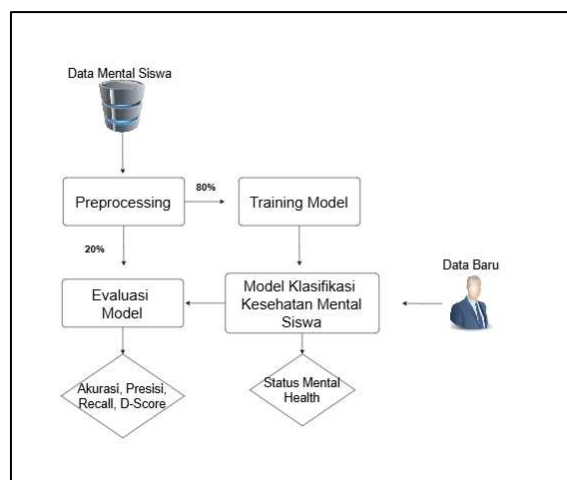 Data Mental Siswa
80%
Preprocessing
Training Model
20%
Data Baru
Evaluasi
Model
Model Klasifikasi
Kesehatan Mental
Siswa
Akurasi, Presisi,
Recall, D-Score
Status Mental
Health